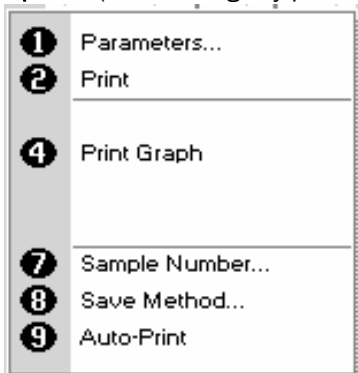 1 Parameters...
2 Print
4 Print Graph
7 Sample Number...
8 Save Method...
9 Auto-Print